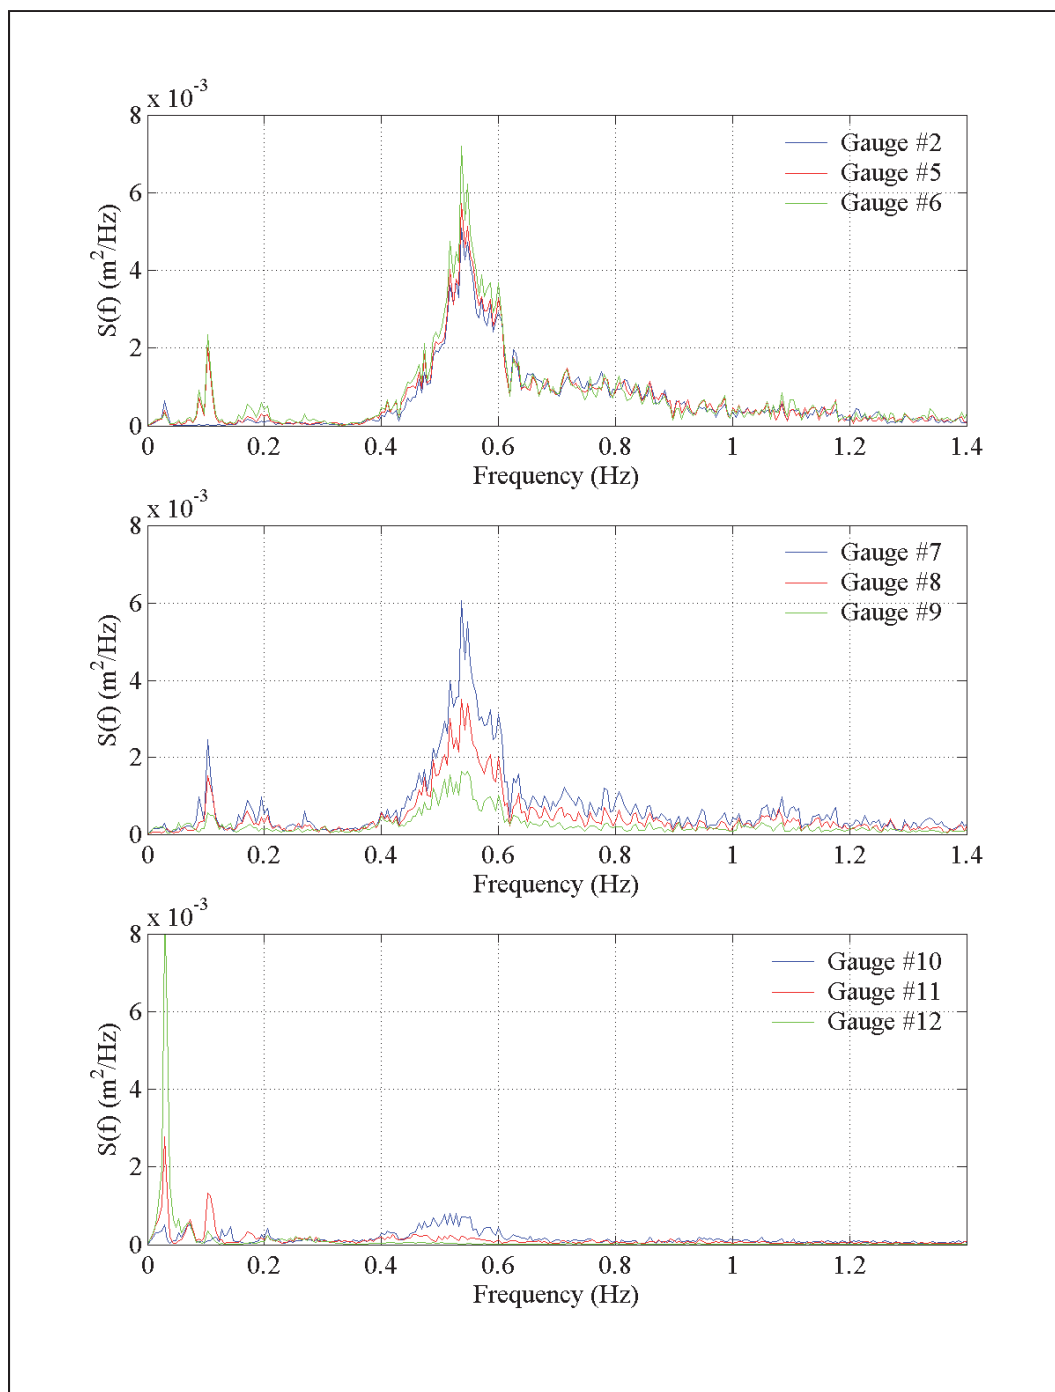 x 10-3
8
6
4
2
0
S(f) (m2/Hz)
Gauge #2
Gauge #5
Gauge #6
0 0.2 0.4 0.6 0.8 1 1.2 1.4
Frequency (Hz)
x 10-3
8
6
4
2
0
S(f) (m2/Hz)
Gauge #7
Gauge #8
Gauge #9
0 0.2 0.4 0.6 0.8 1 1.2 1.4
Frequency (Hz)
x 10-3
8
6
4
2
0
S(f) (m2/Hz)
Gauge #10
Gauge #11
Gauge #12
0 0.2 0.4 0.6 0.8 1 1.2
Frequency (Hz)